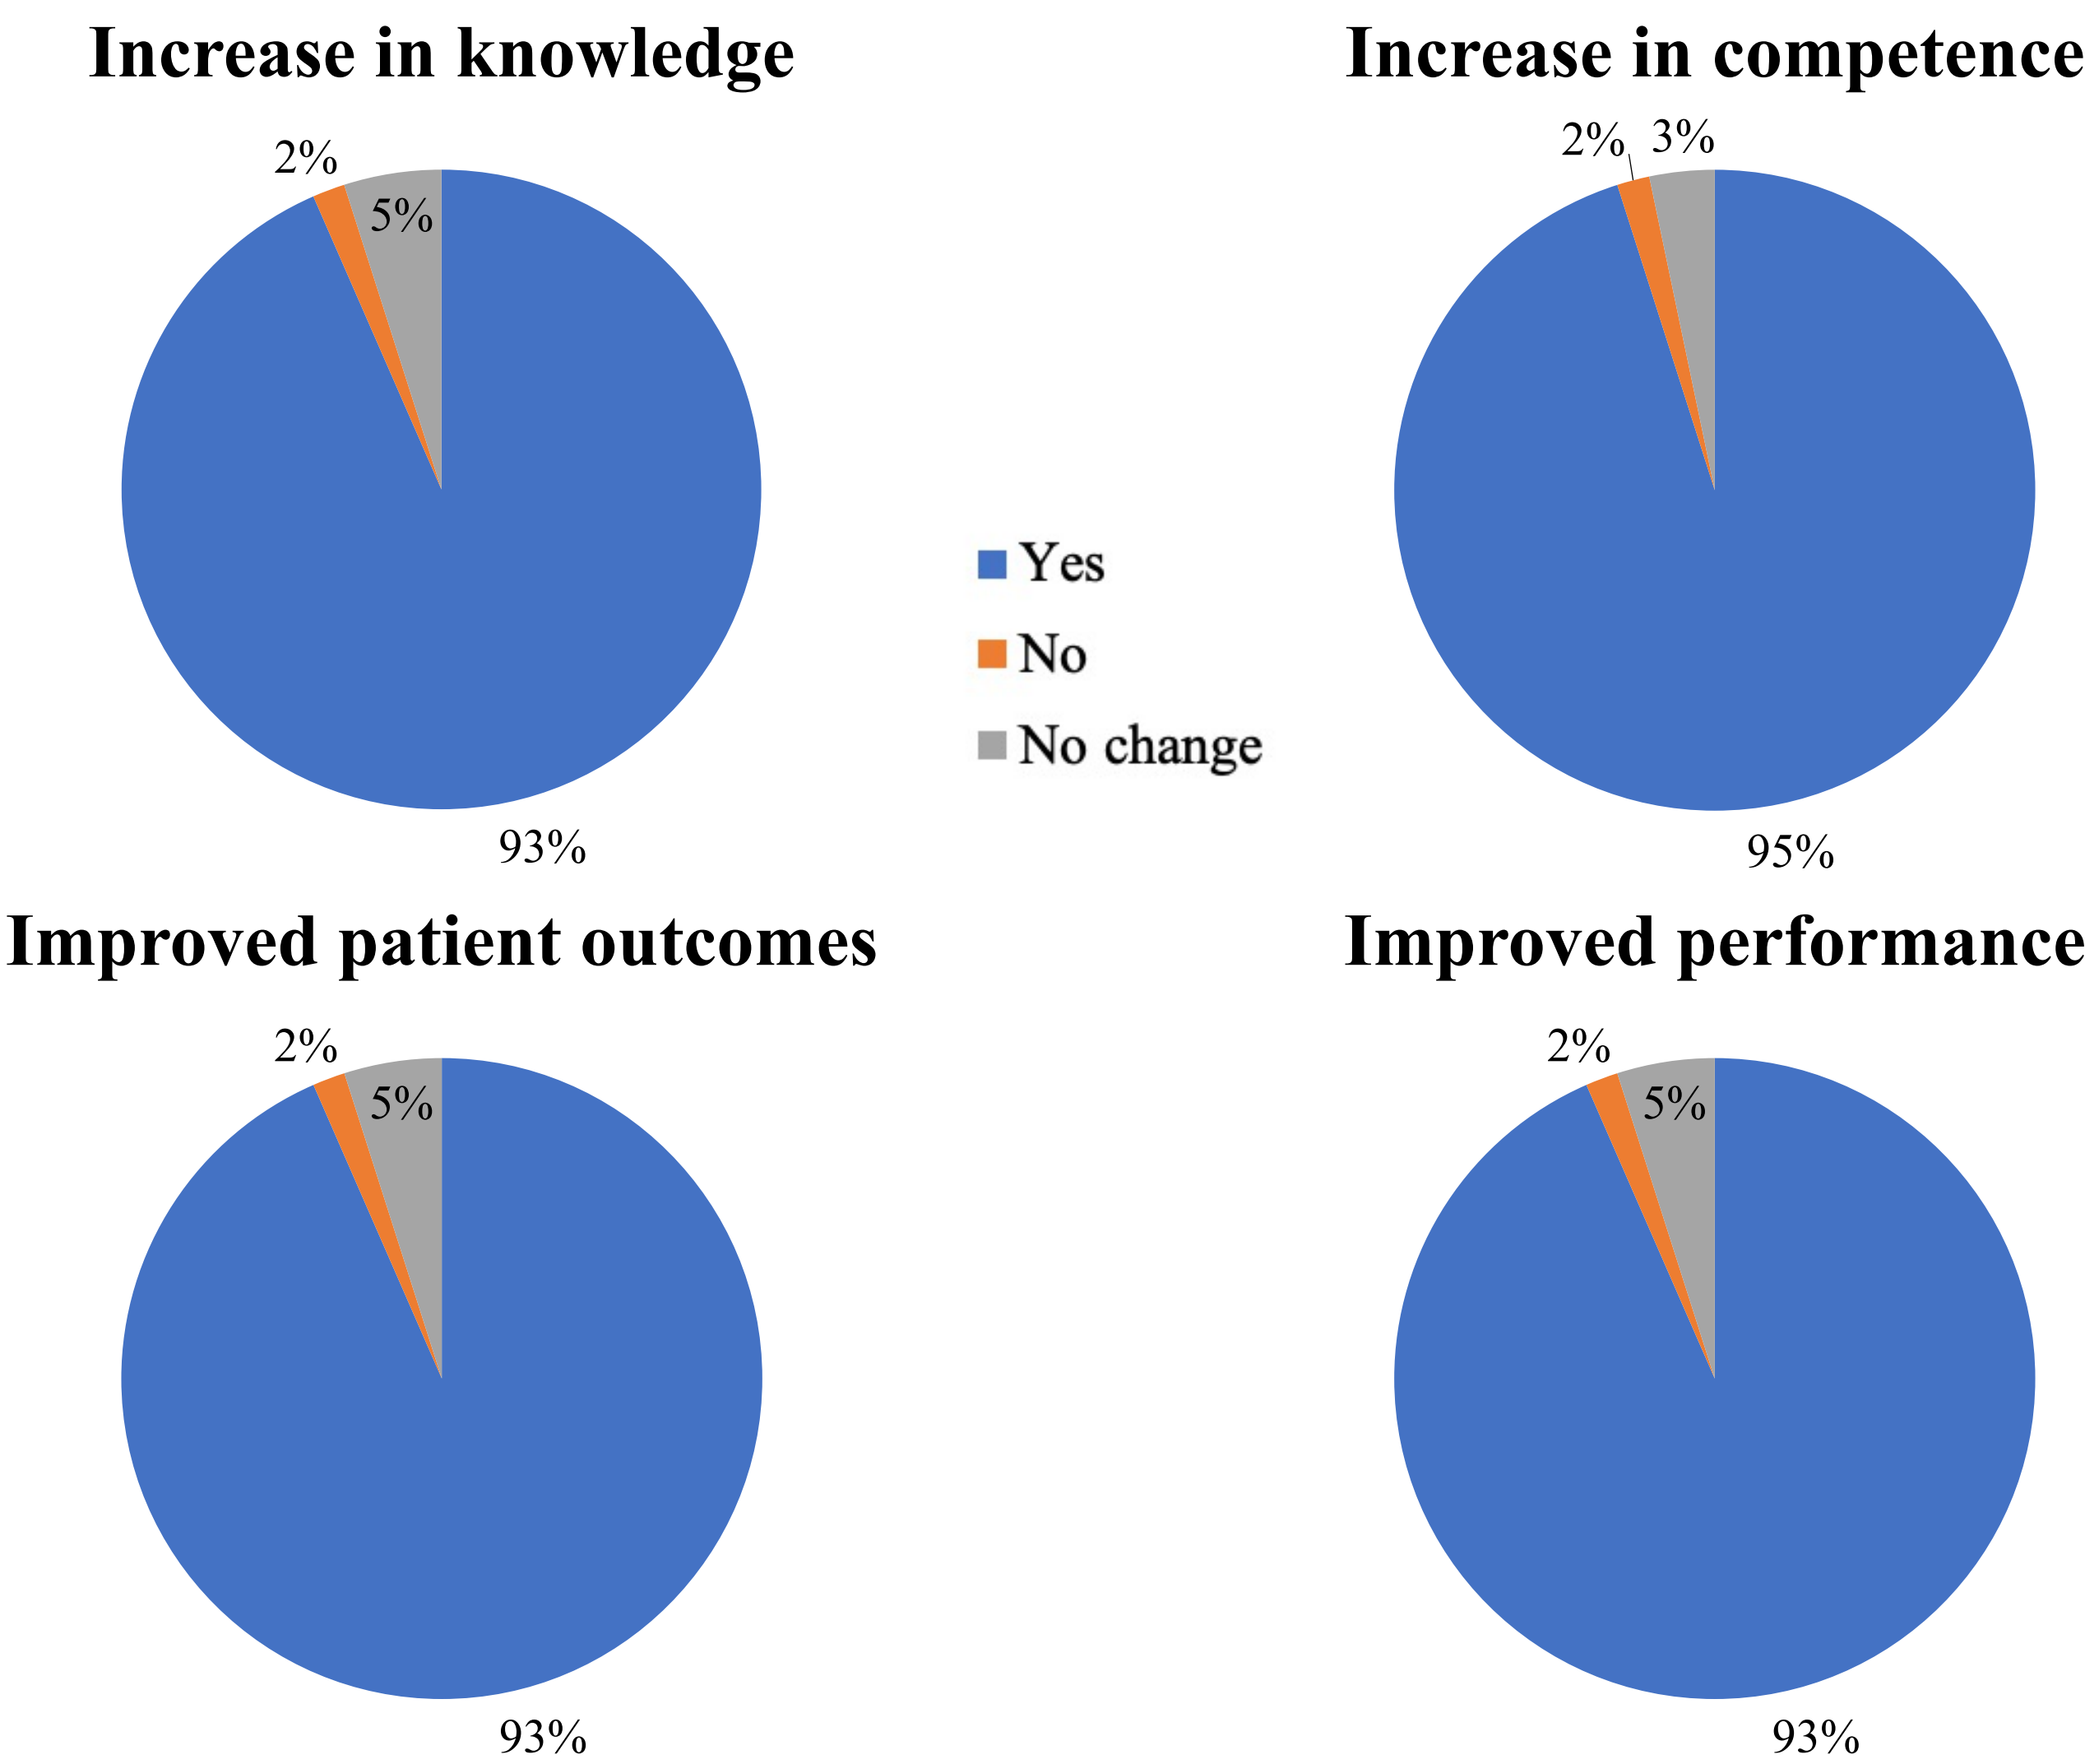 Increase in knowledge
2%
5%
93%
Increase in competence
2%
3%
95%
Yes
No
No change
Improved patient outcomes
2%
5%
93%
Improved performance
2%
5%
93%